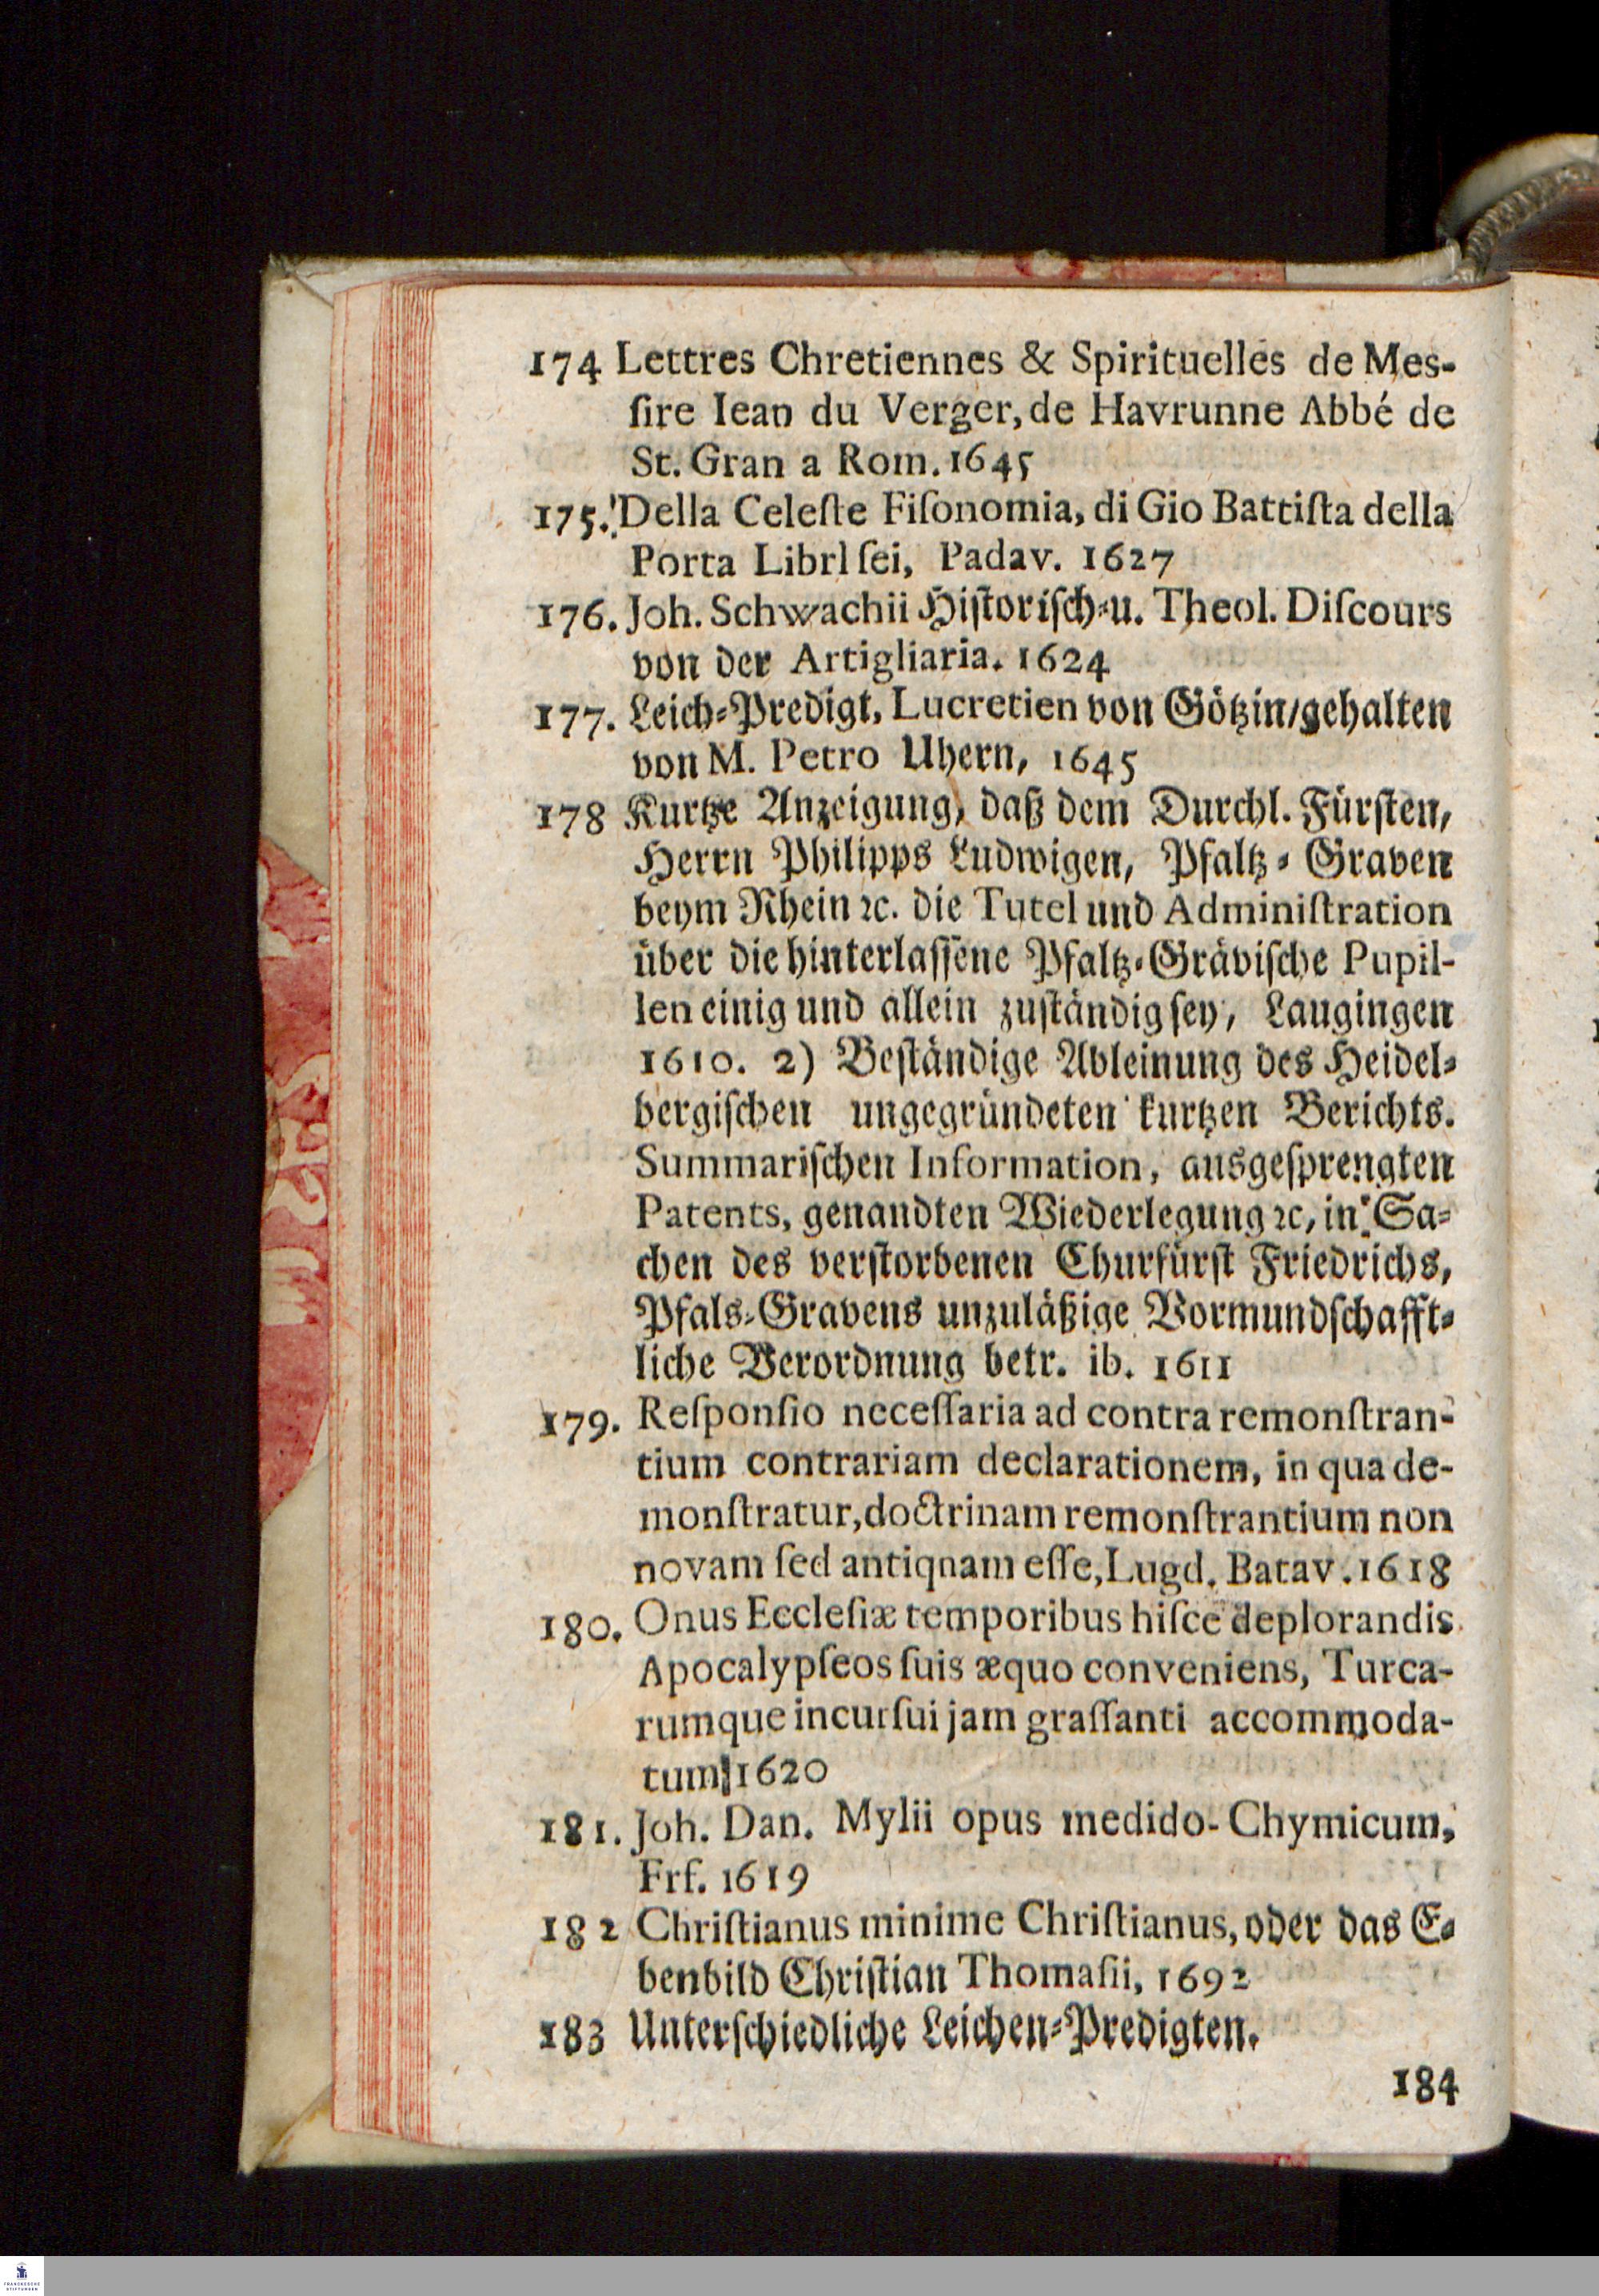 174 Lettres Chretiennes & Spirituelles de Mes-
ſire Iean du Verger, de Havrunne Abbé de
St. Gran a Rom. 1645
175. Della Celeſte Fiſonomia, di Gio Battiſta della
Porta Librl ſei, Padav. 1627
176. Joh. Schwachii Hiſtoriſch-u. Theol. Diſcours
von der Artigliaria. 1624
177. Leich-Predigt, Lucretien von Götzin/gehalten
von M. Petro Uhern, 1645
178 Kurtze Anzeigung, daß dem Durchl. Fürſten,
Herrn Philipps Ludwigen, Pfaltz-Graven
beym Rhein ꝛc. die Tutel und Adminiſtration
über die hinterlaſſene Pfaltz-Grävische Pupil-
len einig und allein zuſtändig ſey, Laugingen
1610. 2) Beſtändige Ableinung des Heidel-
bergiſchen ungegründeten kurtzen Berichts.
Summariſchen Information, ausgeſprengten
Patents, genandten Wiederlegung ꝛc, in Sa-
chen des verſtorbenen Churfürſt Friedrichs,
Pfals-Gravens unzuläßige Vormundſchafft-
liche Verordnung betr. ib. 1611
179. Reſponſio neceſſaria ad contra remonſtran-
tium contrariam declarationem, in qua de-
monſtratur, doctrinam remonſtrantium non
novam ſed antiqnam eſſe, Lugd. Batav. 1618
180. Onus Eccleſiæ temporibus hiſce deplorandis
Apocalypſeos ſuis æquo conveniens, Turca-
rumque incurſui jam graſſanti accommoda-
tum 1620
181. Joh. Dan. Mylii opus medido-Chymicum,
Frf. 1619
182 Chriſtianus minime Chriſtianus, oder das E-
benbild Chriſtian Thomaſii, 1692
183 Unterſchiedliche Leichen-Predigten.
184
FRANCKESCHE
STIFTUNGEN